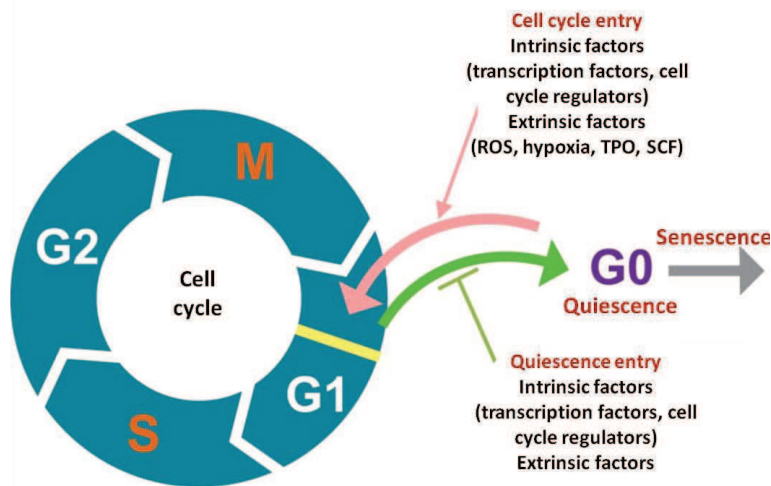 Cell cycle entry
Intrinsic factors
(transcription factors, cell
cycle regulators)
Extrinsic factors
(ROS, hypoxia, TPO, SCF)
M
G2
Cell
cycle
S
G1
G0
Quiescence
Senescence
Quiescence entry
Intrinsic factors
(transcription factors, cell
cycle regulators)
Extrinsic factors